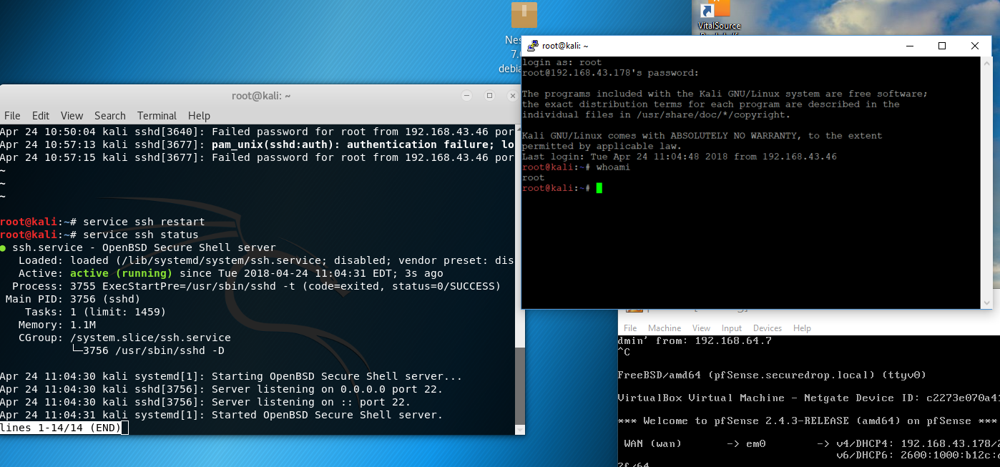 Nes
7.
debia
root@kali: ~
File Edit View Search Terminal Help
Apr 24 10:50:04 kali sshd[3640]: Failed password for root from 192.168.43.46 por
Apr 24 10:57:13 kali sshd[3677]: pam_unix(sshd:auth): authentication failure; lo
Apr 24 10:57:15 kali sshd[3677]: Failed password for root from 192.168.43.46 por
~
~
~
root@kali:~# service ssh restart
root@kali:~# service ssh status
● ssh.service - OpenBSD Secure Shell server
Loaded: loaded (/lib/systemd/system/ssh.service; disabled; vendor preset: dis
Active: active (running) since Tue 2018-04-24 11:04:31 EDT; 3s ago
Process: 3755 ExecStartPre=/usr/sbin/sshd -t (code=exited, status=0/SUCCESS)
Main PID: 3756 (sshd)
Tasks: 1 (limit: 1459)
Memory: 1.1M
CGroup: /system.slice/ssh.service
└─3756 /usr/sbin/sshd -D
Apr 24 11:04:30 kali systemd[1]: Starting OpenBSD Secure Shell server...
Apr 24 11:04:30 kali sshd[3756]: Server listening on 0.0.0.0 port 22.
Apr 24 11:04:30 kali sshd[3756]: Server listening on :: port 22.
Apr 24 11:04:31 kali systemd[1]: Started OpenBSD Secure Shell server.
lines 1-14/14 (END)
VitalSource
root@kali: ~
login as: root
root@192.168.43.178's password:
The programs included with the Kali GNU/Linux system are free software;
the exact distribution terms for each program are described in the
individual files in /usr/share/doc/*/copyright.
Kali GNU/Linux comes with ABSOLUTELY NO WARRANTY, to the extent
permitted by applicable law.
Last login: Tue Apr 24 11:04:48 2018 from 192.168.43.46
root@kali:~# whoami
root
root@kali:~#
File Machine View Input Devices Help
dmin' from: 192.168.64.7
^C
FreeBSD/amd64 (pfSense.securedrop.local) (ttyv0)
VirtualBox Virtual Machine - Netgate Device ID: c2273e070a41
*** Welcome to pfSense 2.4.3-RELEASE (amd64) on pfSense ***
WAN (wan) -> em0 -> v4/DHCP4: 192.168.43.178/2
v6/DHCP6: 2600:1000:b12c:
2f/64